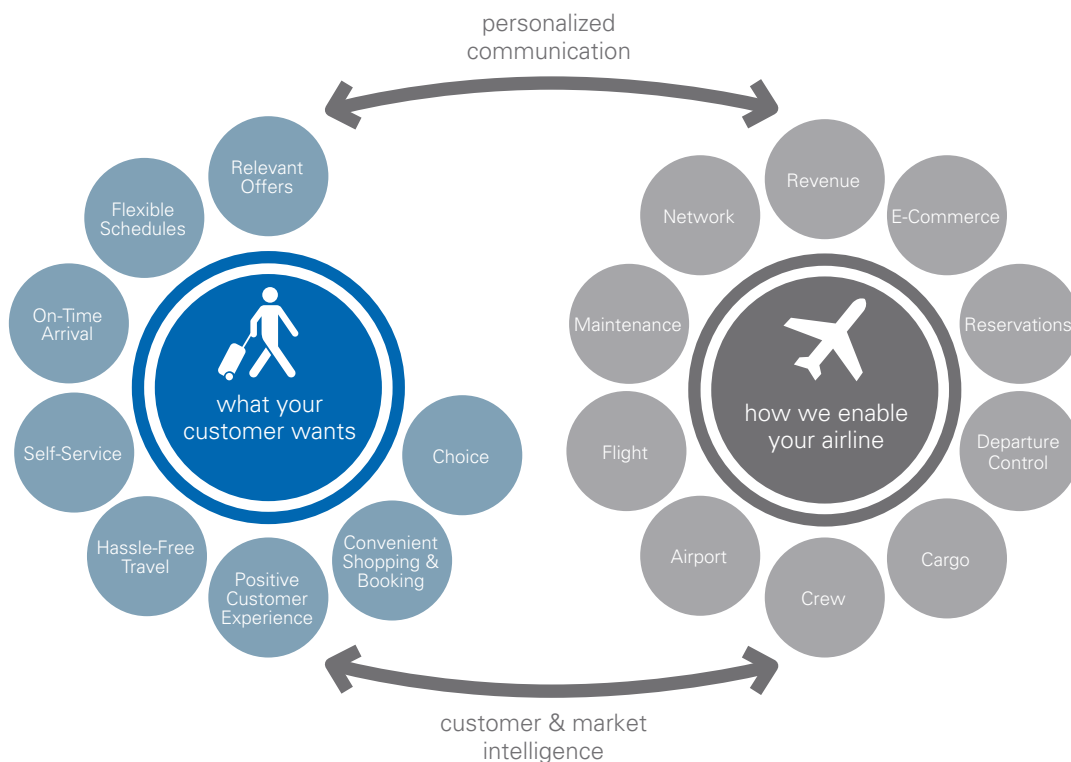 personalized
communication
Relevant
Offers
Flexible
Schedules
On-Time
Arrival
Self-Service
Hassle-Free
Travel
Positive
Customer
Experience
Convenient
Shopping &
Booking
Choice
what your
customer wants
Revenue
E-Commerce
Reservations
Departure
Control
Cargo
Crew
Airport
Flight
Maintenance
Network
how we enable
your airline
customer & market
intelligence